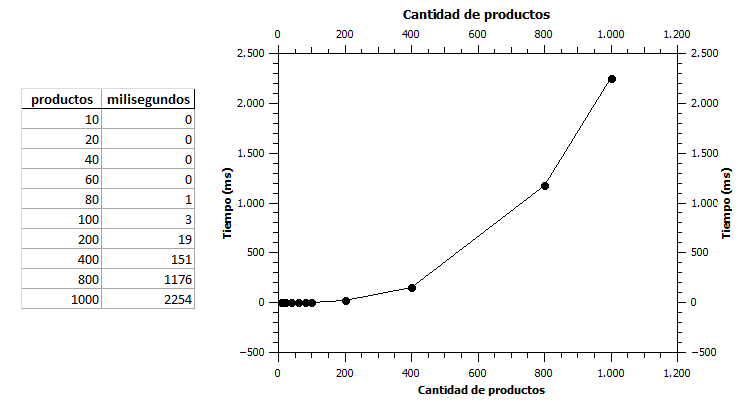 productos milisegundos
10 0
20 0
40 0
60 0
80 1
100 3
200 19
400 151
800 1176
1000 2254
Cantidad de productos
0 200 400 600 800 1.000 1.200
2.500 2.500
2.000 2.000
1.500 1.500
1.000 1.000
500 500
0 0
−500 −500
Tiempo (ms)
Tiempo (ms)
0 200 400 600 800 1.000 1.200
Cantidad de productos